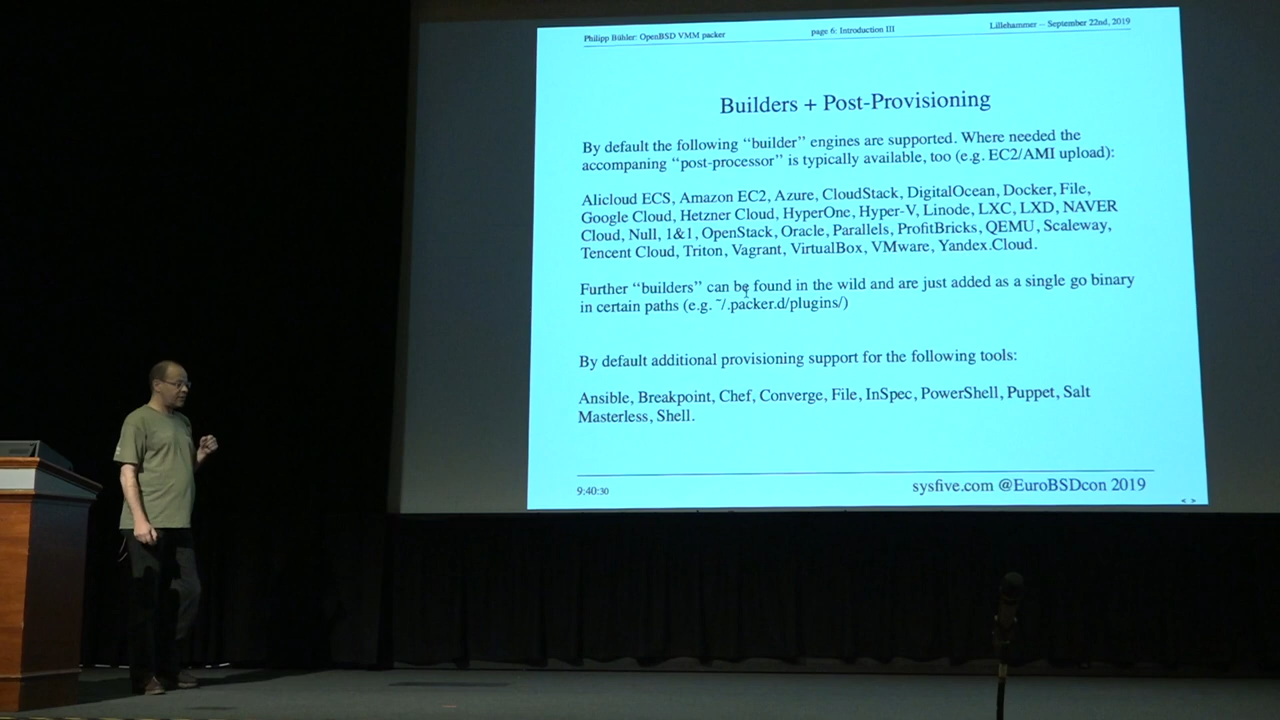 Philipp Bühler: OpenBSD VMM packer
page 6: Introduction III
Lillehammer – September 22nd, 2019
Builders + Post-Provisioning
By default the following “builder” engines are supported. Where needed the
accompaning “post-processor” is typically available, too (e.g. EC2/AMI upload):
Alicloud ECS, Amazon EC2, Azure, CloudStack, DigitalOcean, Docker, File,
Google Cloud, Hetzner Cloud, HyperOne, Hyper-V, Linode, LXC, LXD, NAVER
Cloud, Null, 1&1, OpenStack, Oracle, Parallels, ProfitBricks, QEMU, Scaleway,
Tencent Cloud, Triton, Vagrant, VirtualBox, VMware, Yandex.Cloud.
Further “builders” can be found in the wild and are just added as a single go binary
in certain paths (e.g. ~/.packer.d/plugins/)
By default additional provisioning support for the following tools:
Ansible, Breakpoint, Chef, Converge, File, InSpec, PowerShell, Puppet, Salt
Masterless, Shell.
9:40:30
sysfive.com @EuroBSDcon 2019
< >